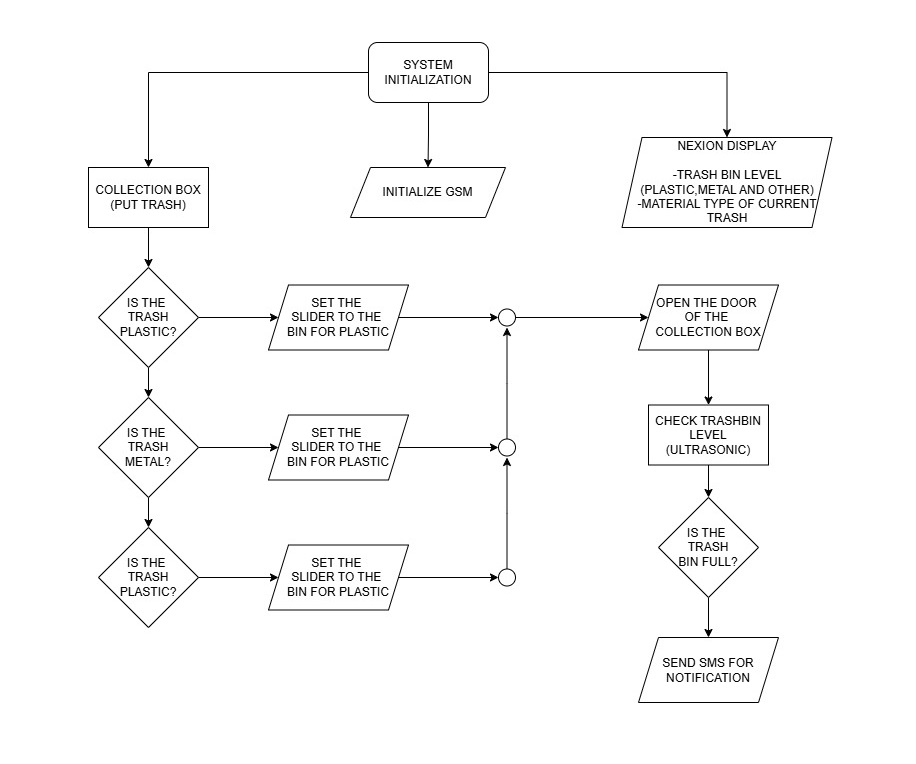 SYSTEM
INITIALIZATION
COLLECTION BOX
(PUT TRASH)
INITIALIZE GSM
NEXION DISPLAY
-TRASH BIN LEVEL
(PLASTIC,METAL AND OTHER)
-MATERIAL TYPE OF CURRENT
TRASH
IS THE
TRASH
PLASTIC?
SET THE
SLIDER TO THE
BIN FOR PLASTIC
OPEN THE DOOR
OF THE
COLLECTION BOX
IS THE
TRASH
METAL?
SET THE
SLIDER TO THE
BIN FOR PLASTIC
CHECK TRASHBIN
LEVEL
(ULTRASONIC)
IS THE
TRASH
PLASTIC?
SET THE
SLIDER TO THE
BIN FOR PLASTIC
IS THE
TRASH
BIN FULL?
SEND SMS FOR
NOTIFICATION